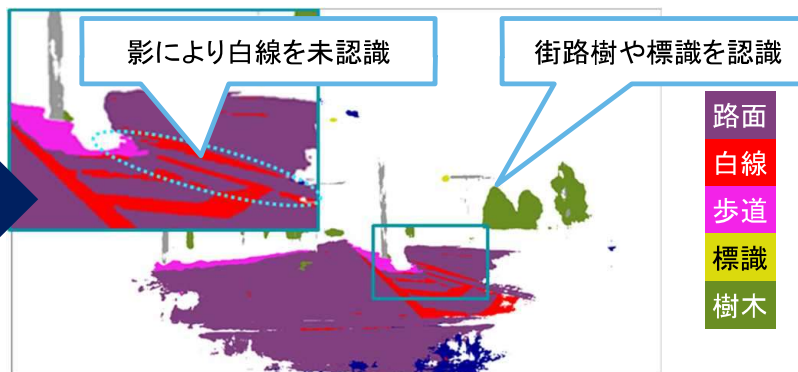 影により白線を未認識
街路樹や標識を認識
路面
白線
歩道
標識
樹木